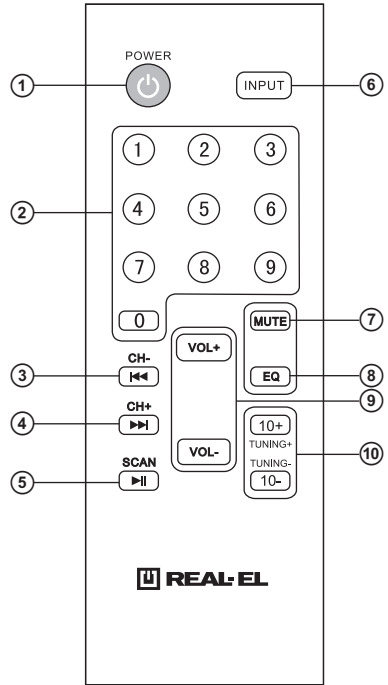 POWER
1
INPUT
6
1 2 3
2
4 5 6
7 8 9
0
MUTE
7
VOL+
CH-
3
EQ
8
9
CH+
4
10+
TUNING+
SCAN
VOL-
TUNING-
10
5
10-
REAL-EL